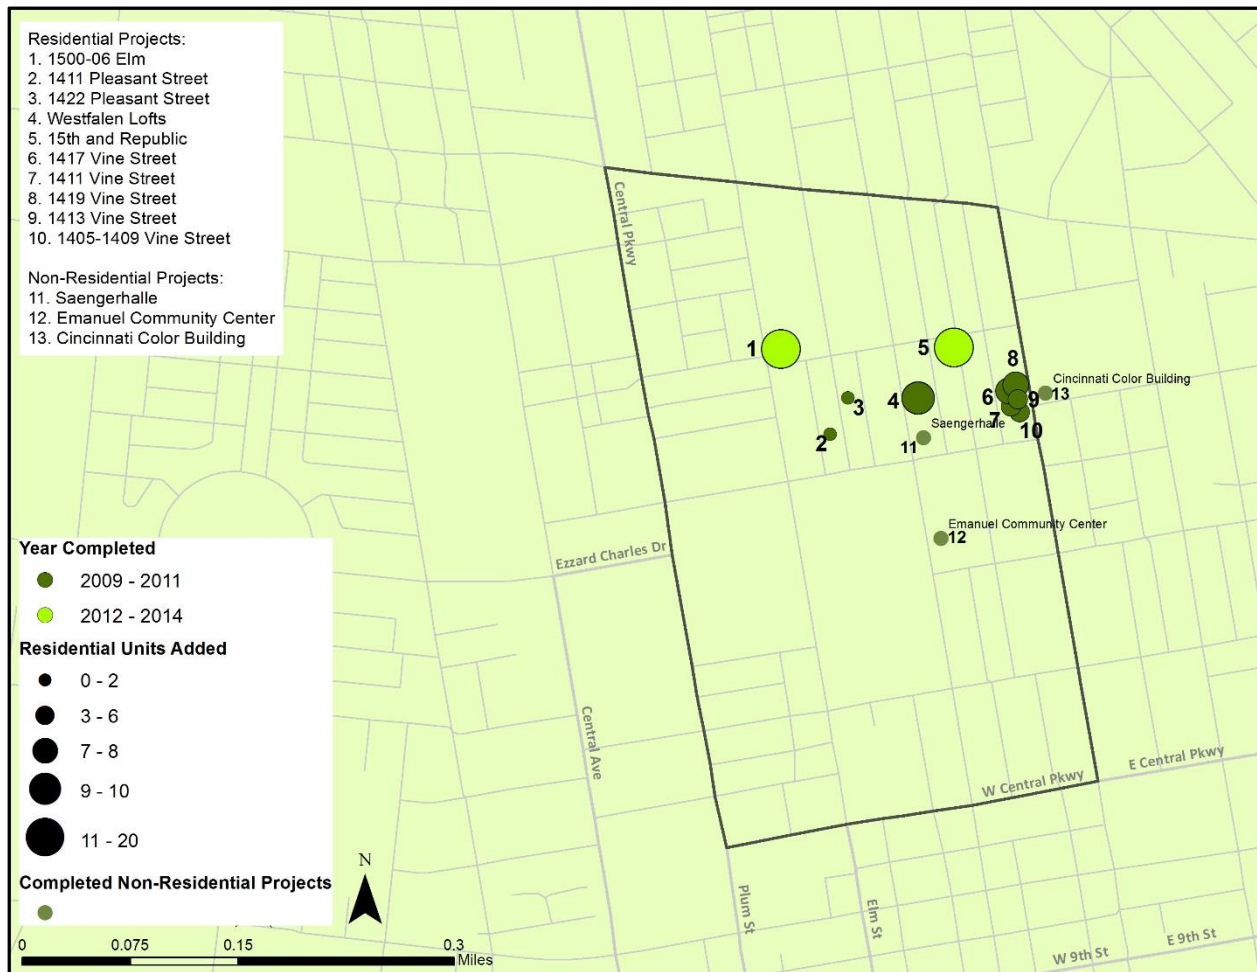 Residential Projects:
1. 1500-06 Elm
2. 1411 Pleasant Street
3. 1422 Pleasant Street
4. Westfalen Lofts
5. 15th and Republic
6. 1417 Vine Street
7. 1411 Vine Street
8. 1419 Vine Street
9. 1413 Vine Street
10. 1405-1409 Vine Street
Non-Residential Projects:
11. Saengerhalle
12. Emanuel Community Center
13. Cincinnati Color Building
Central Pkwy
1
5
8
Cincinnati Color Building
3
4
6
9
13
2
Saengerhalle
7
10
11
Emanuel Community Center
12
Ezzard Charles Dr
Central Ave
W Central Pkwy
E Central Pkwy
Plum St
Elm St
W 9th St
E 9th St
Year Completed
2009 - 2011
2012 - 2014
Residential Units Added
0 - 2
3 - 6
7 - 8
9 - 10
11 - 20
Completed Non-Residential Projects
N
0 0.075 0.15 0.3
Miles